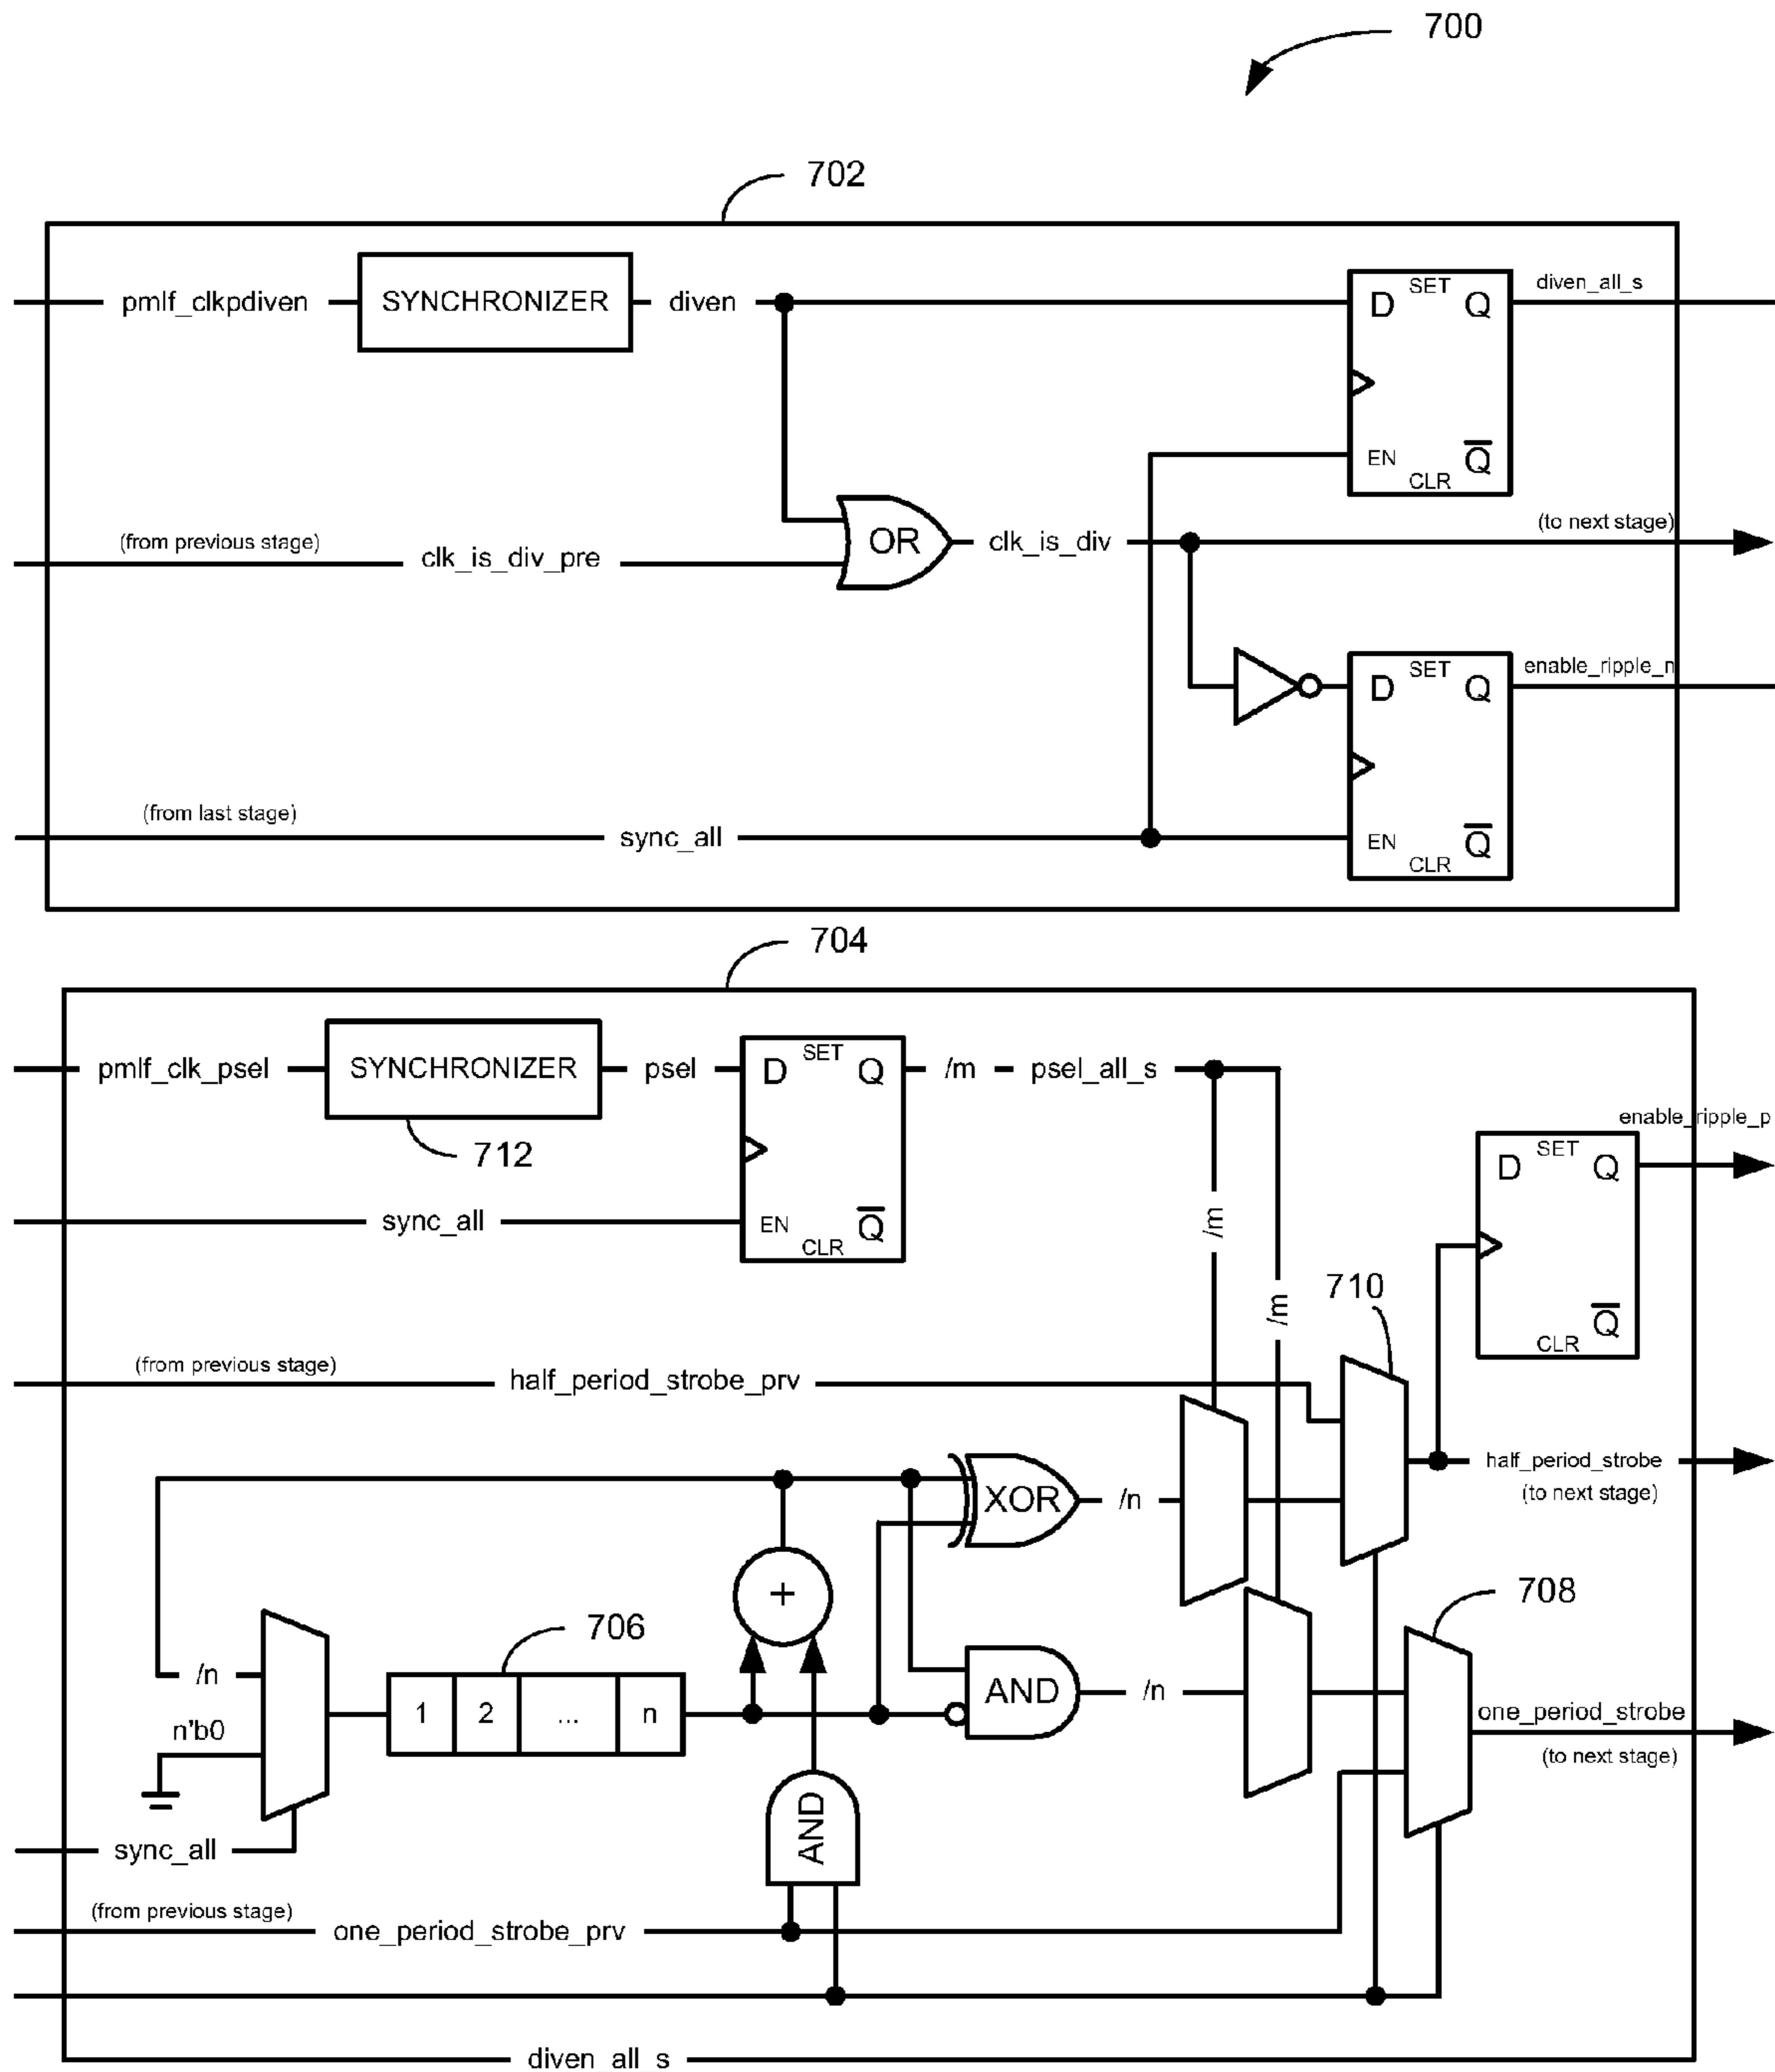 700
702
pmlf_clkpdiven
SYNCHRONIZER
diven
D SET Q
EN CLR Q
diven_all_s
(from previous stage)
clk_is_div_pre
OR
clk_is_div
(to next stage)
D SET Q
EN CLR Q
enable_ripple_n
(from last stage)
sync_all
704
pmlf_clk_psel
SYNCHRONIZER
712
psel
D SET Q
EN CLR Q
/m
psel_all_s
sync_all
/m
/m
enable_ripple_p
D SET Q
CLR Q
710
(from previous stage)
half_period_strobe_prv
half_period_strobe
(to next stage)
XOR
/n
+
708
706
/n
n'b0
1 2 ... n
AND
/n
one_period_strobe
(to next stage)
AND
sync_all
(from previous stage)
one_period_strobe_prv
diven_all_s